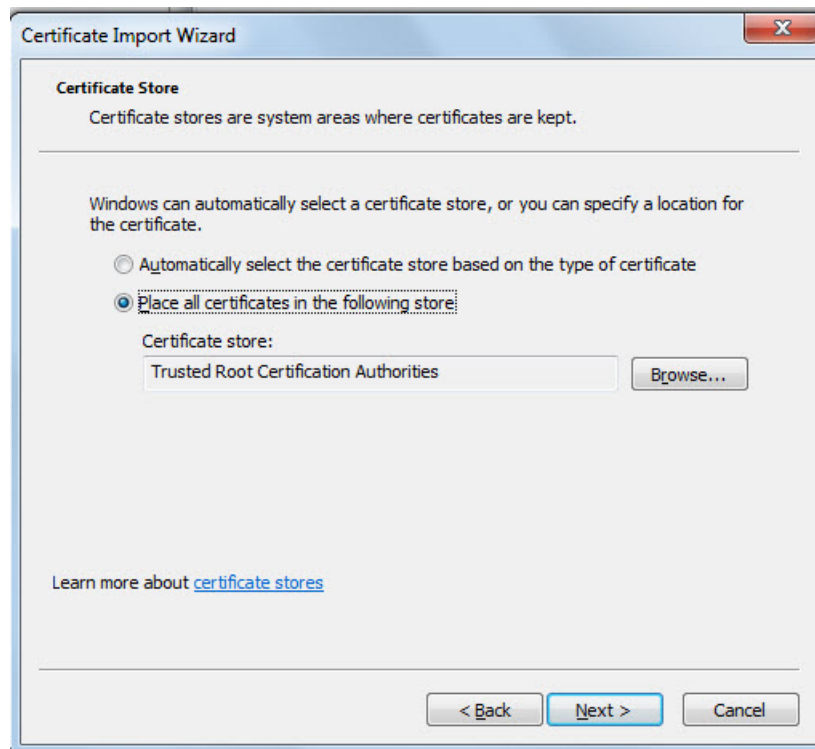 Certificate Import Wizard
Certificate Store
Certificate stores are system areas where certificates are kept.
Windows can automatically select a certificate store, or you can specify a location for
the certificate.
Automatically select the certificate store based on the type of certificate
Place all certificates in the following store
Certificate store:
Trusted Root Certification Authorities
Browse...
Learn more about certificate stores
< Back
Next >
Cancel